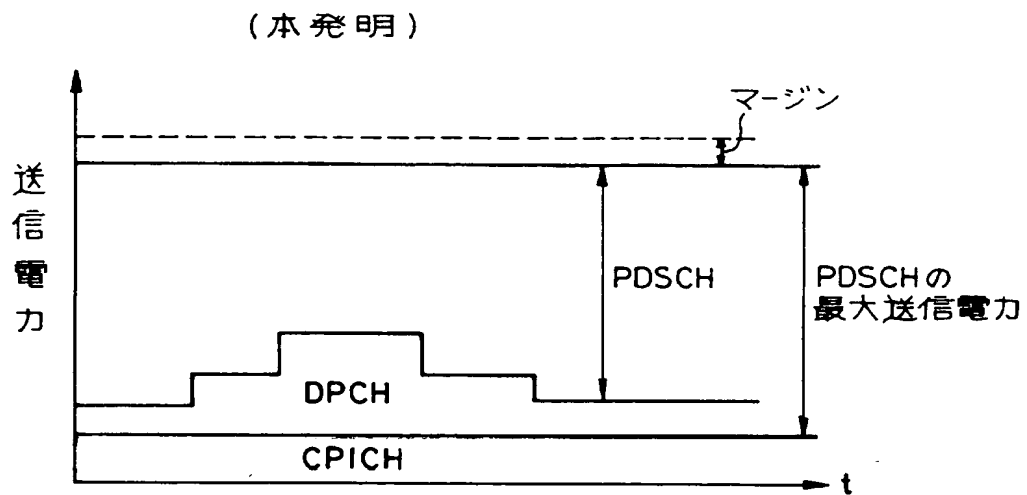 (本発明)
マージン
送信電力
PDSCH
PDSCHの
最大送信電力
DPCH
CPICH
t